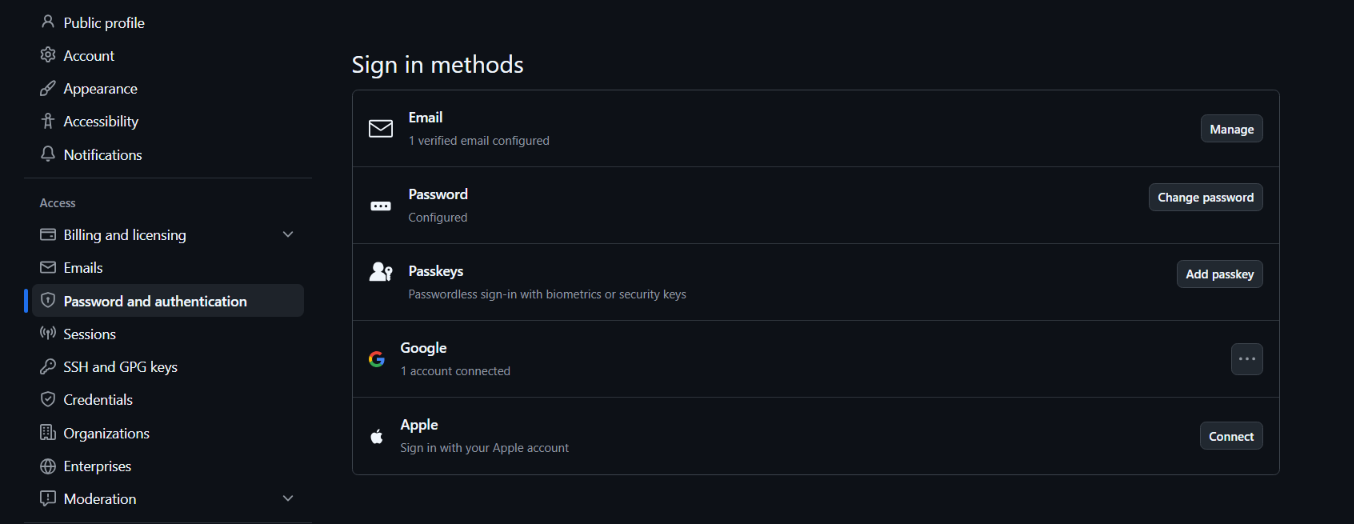 Public profile
Account
Appearance
Accessibility
Notifications
Access
Billing and licensing
Emails
Password and authentication
Sessions
SSH and GPG keys
Credentials
Organizations
Enterprises
Moderation
Sign in methods
Email
1 verified email configured
Manage
Password
Configured
Change password
Passkeys
Passwordless sign-in with biometrics or security keys
Add passkey
Google
1 account connected
Apple
Sign in with your Apple account
Connect